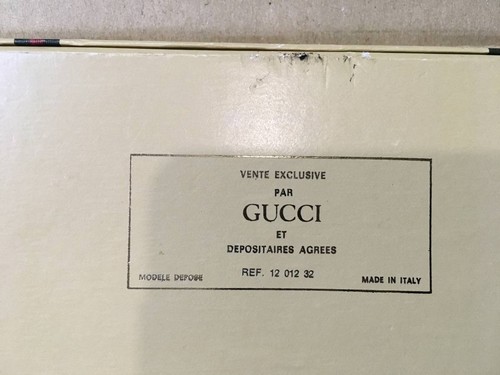 VENTE EXCLUSIVE
PAR
GUCCI
ET
DEPOSITAIRES AGREES
REF. 12 012 32
MODELE DEPOSE
MADE IN ITALY